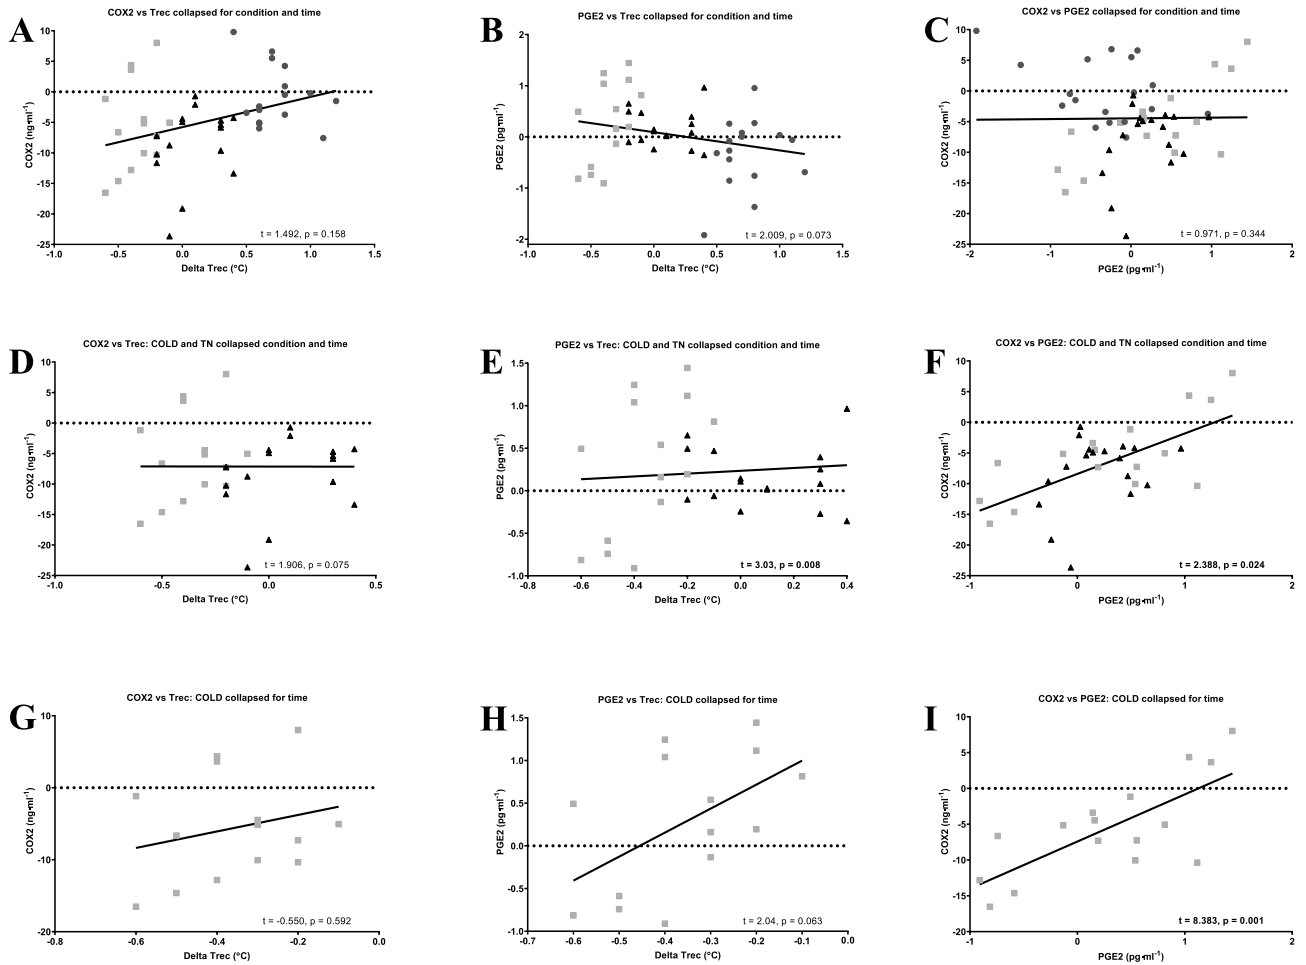 A
COX2 vs Trec collapsed for condition and time
COX2 (ng•ml-1)
10
5
0
-5
-10
-15
-20
-25
-1.0
-0.5
0.0
0.5
1.0
1.5
t = 1.492, p = 0.158
Delta Trec (°C)
B
PGE2 vs Trec collapsed for condition and time
PGE2 (pg•ml-1)
2
1
0
-1
-2
-1.0
-0.5
0.0
0.5
1.0
1.5
t = 2.009, p = 0.073
Delta Trec (°C)
C
COX2 vs PGE2 collapsed for condition and time
COX2 (ng•ml-1)
10
5
0
-5
-10
-15
-20
-25
-2
-1
0
1
2
t = 0.971, p = 0.344
PGE2 (pg•ml-1)
D
COX2 vs Trec: COLD and TN collapsed condition and time
COX2 (ng•ml-1)
10
5
0
-5
-10
-15
-20
-25
-1.0
-0.5
0.0
0.5
t = 1.906, p = 0.075
Delta Trec (°C)
E
PGE2 vs Trec: COLD and TN collapsed condition and time
PGE2 (pg•ml-1)
1.5
1.0
0.5
0.0
-0.5
-1.0
-0.8
-0.6
-0.4
-0.2
0.0
0.2
0.4
t = 3.03, p = 0.008
Delta Trec (°C)
F
COX2 vs PGE2: COLD and TN collapsed for condition and time
COX2 (ng•ml-1)
10
5
0
-5
-10
-15
-20
-25
-1
0
1
2
t = 2.388, p = 0.024
PGE2 (pg•ml-1)
G
COX2 vs Trec: COLD collapsed for time
COX2 (ng•ml-1)
10
0
-10
-20
-0.8
-0.6
-0.4
-0.2
0.0
t = -0.550, p = 0.592
Delta Trec (°C)
H
PGE2 vs Trec: COLD collapsed for time
PGE2 (pg•ml-1)
1.5
1.0
0.5
0.0
-0.5
-1.0
-0.7
-0.6
-0.5
-0.4
-0.3
-0.2
-0.1
0.0
t = 2.04, p = 0.063
Delta Trec (°C)
I
COX2 vs PGE2: COLD collapsed for time
COX2 (ng•ml-1)
10
5
0
-5
-10
-15
-20
-1
0
1
2
t = 8.383, p = 0.001
PGE2 (pg•ml-1)